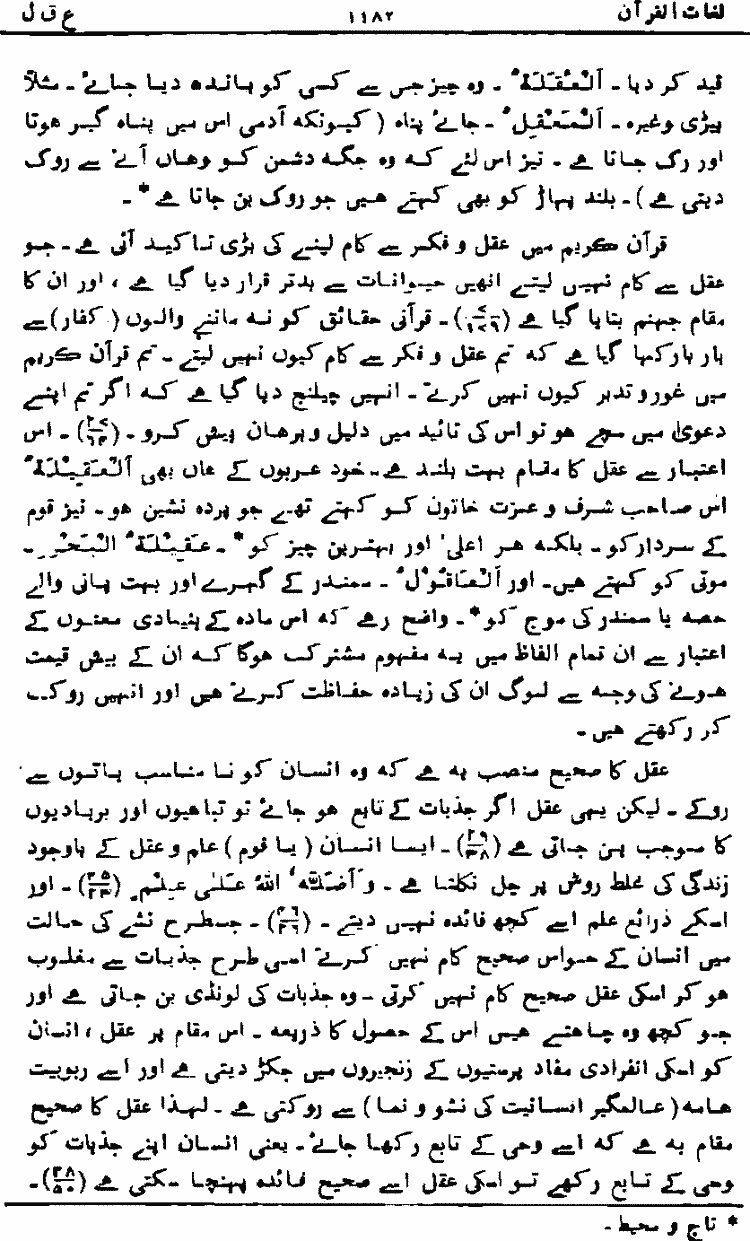 لغات القرآن ۱۱۸۲ ع ق ل
قید کر دیا ۔ اَلْعُقْلَۃُ ۔ وہ چیز جس سے کسی کو باندھ دیا جائے ۔ مثلاً
بیڑی وغیرہ ۔ اَلْمَعْقِلُ ۔ جائے پناہ ( کیونکہ آدمی اس میں پناہ گیر ہوتا
اور رک جاتا ہے ۔ نیز اس لئے کہ وہ جگہ دشمن کو وہاں آنے سے روک
دیتی ہے ) ۔ بلند پہاڑ کو بھی کہتے ہیں جو روک بن جاتا ہے * ۔
قرآن کریم میں عقل و فکر سے کام لینے کی بڑی تاکید آئی ہے ۔ جو
عقل سے کام نہیں لیتے انھیں حیوانات سے بدتر قرار دیا گیا ہے ، اور ان کا
مقام جہنم بتایا گیا ہے (۷/۱۷۹) ۔ قرآنی حقائق کو نہ ماننے والوں ( کفار ) سے
بار بار کہا گیا ہے کہ تم عقل و فکر سے کام کیوں نہیں لیتے ۔ تم قرآن کریم
میں غور و تدبر کیوں نہیں کرتے ۔ انہیں چیلنج دیا گیا ہے کہ اگر تم اپنے
دعویٰ میں سچے ہو تو اس کی تائید میں دلیل و برھان پیش کرو ۔ اس
اعتبار سے عقل کا مقام بہت بلند ہے ۔ خود عربوں کے ہاں بھی اَلْعَقِیْلَۃُ
اس صاحب شرف و عزت خاتون کو کہتے تھے جو پردہ نشین ہو ۔ نیز قوم
کے سردار کو ۔ بلکہ ہر اعلیٰ اور بہترین چیز کو * ۔ عَقِیْلَۃُ الْبَحْرِ ۔
موتی کو کہتے ہیں ۔ اور اَلْعَاقُوْلُ ۔ سمندر کے گہرے اور بہت پانی والے
حصہ یا سمندر کی موج کو * ۔ واضح رہے کہ اس مادہ کے بنیادی معنوں کے
اعتبار سے ان تمام الفاظ میں یہ مفہوم مشترک ہوگا کہ ان کے بیش قیمت
ہونے کی وجہ سے لوگ ان کی زیادہ حفاظت کرتے ہیں اور انہیں روک
کر رکھتے ہیں ۔
عقل کا صحیح منصب یہ ہے کہ وہ انسان کو نا مناسب باتوں سے
روکے ۔ لیکن یہی عقل اگر جذبات کے تابع ہو جائے تو تباہیوں اور بربادیوں
کا موجب بن جاتی ہے (۲۹/۳۸) ۔ ایسا انسان ( یا قوم ) علم و عقل کے باوجود
زندگی کی غلط روش پر چل نکلتا ہے ۔ وَ اَضَلَّہُ اللہُ عَلٰی عِلْمٍ (۴۵/۲۳) ۔ اور
اسکے ذرائع علم اسے کچھ فائدہ نہیں دیتے ۔ (۴۶/۲۶) ۔ جسطرح نشے کی حالت
میں انسان کے حواس صحیح کام نہیں کرتے اسی طرح جذبات سے مغلوب
ہو کر اسکی عقل صحیح کام نہیں کرتی ۔ وہ جذبات کی لونڈی بن جاتی ہے اور
جو کچھ وہ چاہتے ہیں اس کے حصول کا ذریعہ ۔ اس مقام پر عقل ، انسان
کو اسکی انفرادی مفاد پرستیوں کے زنجیروں میں جکڑ دیتی ہے اور اسے ربوبیت
عامہ ( عالمگیر انسانیت کی نشو و نما ) سے روکتی ہے ۔ لہذا عقل کا صحیح
مقام یہ ہے کہ اسے وحی کے تابع رکھا جائے ۔ یعنی انسان اپنے جذبات کو
وحی کے تابع رکھے تو اسکی عقل اسے صحیح فائدہ پہنچا سکتی ہے (۲۸/۵۰) ۔
* تاج و محیط ۔